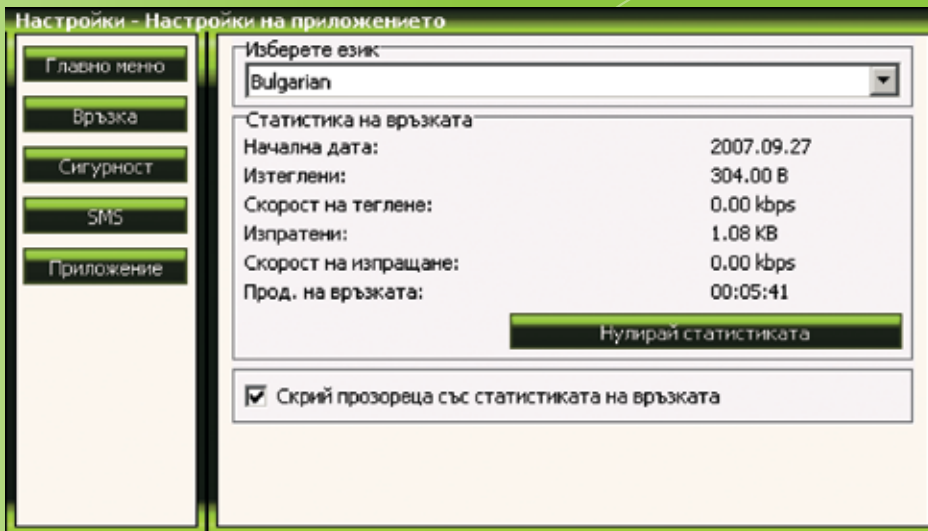 Настройки - Настройки на приложението
Главно меню
Връзка
Сигурност
SMS
Приложение
Изберете език
Bulgarian
Статистика на връзката
Начална дата: 2007.09.27
Изтеглени: 304.00 B
Скорост на теглене: 0.00 kbps
Изпратени: 1.08 KB
Скорост на изпращане: 0.00 kbps
Прод. на връзката: 00:05:41
Нулирай статистиката
Скрий прозореца със статистиката на връзката